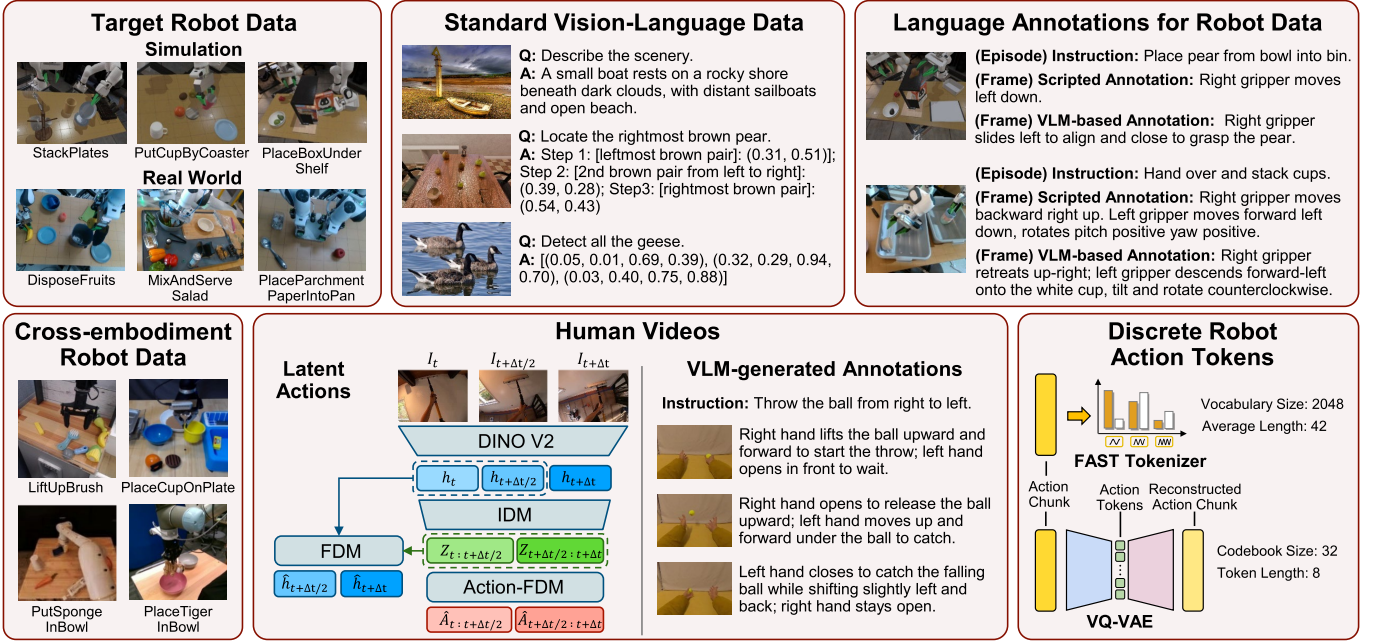 Target Robot Data
Simulation
StackPlates
PutCupByCoaster
PlaceBoxUnder
Shelf
Real World
DisposeFruits
MixAndServe
Salad
PlaceParchment
PaperIntoPan
Standard Vision-Language Data
Q: Describe the scenery.
A: A small boat rests on a rocky shore
beneath dark clouds, with distant sailboats
and open beach.
Q: Locate the rightmost brown pear.
A: Step 1: [leftmost brown pair]: (0.31, 0.51)];
Step 2: [2nd brown pair from left to right]:
(0.39, 0.28); Step3: [rightmost brown pair]:
(0.54, 0.43)
Q: Detect all the geese.
A: [(0.05, 0.01, 0.69, 0.39), (0.32, 0.29, 0.94,
0.70), (0.03, 0.40, 0.75, 0.88)]
Language Annotations for Robot Data
(Episode) Instruction: Place pear from bowl into bin.
(Frame) Scripted Annotation: Right gripper moves
left down.
(Frame) VLM-based Annotation: Right gripper
slides left to align and close to grasp the pear.
(Episode) Instruction: Hand over and stack cups.
(Frame) Scripted Annotation: Right gripper moves
backward right up. Left gripper moves forward left
down, rotates pitch positive yaw positive.
(Frame) VLM-based Annotation: Right gripper
retreats up-right; left gripper descends forward-left
onto the white cup, tilt and rotate counterclockwise.
Cross-embodiment
Robot Data
LiftUpBrush
PlaceCupOnPlate
PutSponge
InBowl
PlaceTiger
InBowl
Human Videos
Latent
Actions
I_t
I_{t+Δt/2}
I_{t+Δt}
DINO V2
h_t
h_{t+Δt/2}
h_{t+Δt}
IDM
FDM
Z_{t : t+Δt/2}
Z_{t+Δt/2 : t+Δt}
ĥ_{t+Δt/2}
ĥ_{t+Δt}
Action-FDM
Â_{t : t+Δt/2}
Â_{t+Δt/2 : t+Δt}
VLM-generated Annotations
Instruction: Throw the ball from right to left.
Right hand lifts the ball upward and
forward to start the throw; left hand
opens in front to wait.
Right hand opens to release the ball
upward; left hand moves up and
forward under the ball to catch.
Left hand closes to catch the falling
ball while shifting slightly left and
back; right hand stays open.
Discrete Robot
Action Tokens
Vocabulary Size: 2048
Average Length: 42
FAST Tokenizer
Action
Chunk
Action
Tokens
Reconstructed
Action Chunk
Codebook Size: 32
Token Length: 8
VQ-VAE